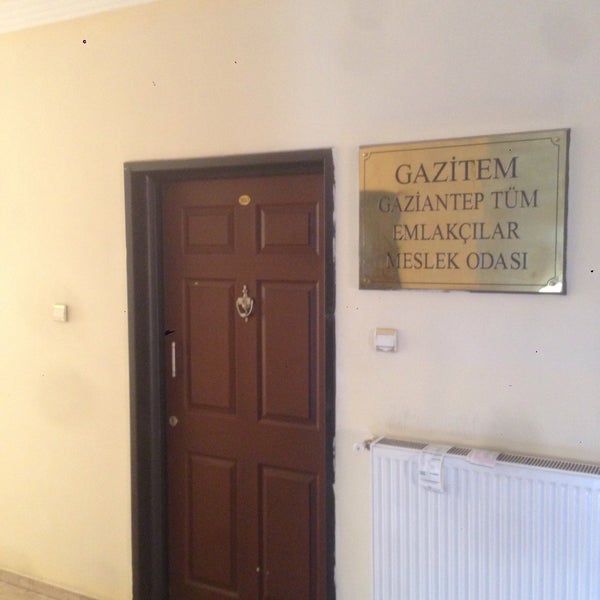 GAZİTEM
GAZİANTEP TÜM
EMLAKÇILAR
MESLEK ODASI